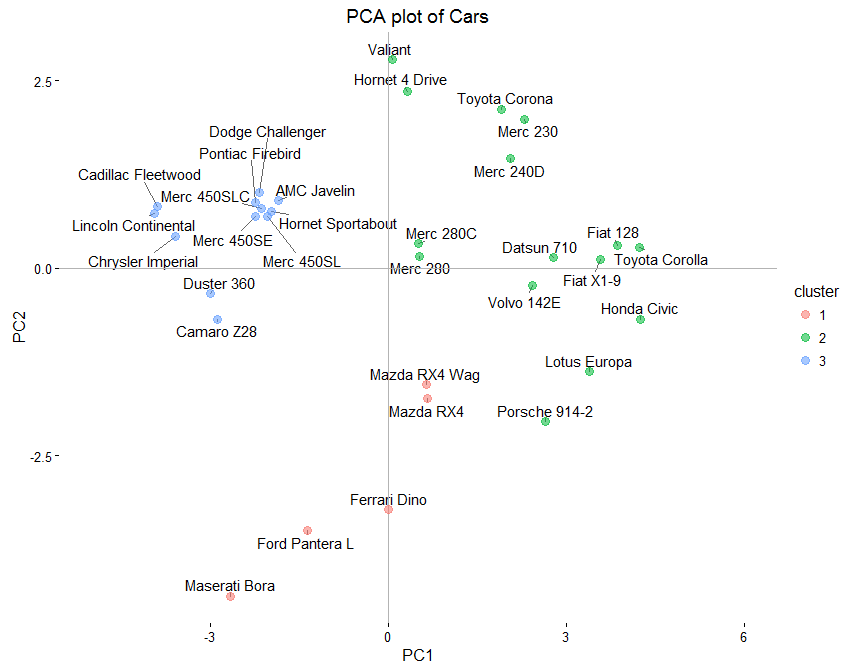 PCA plot of Cars
Valiant
2.5
Hornet 4 Drive
Toyota Corona
Merc 230
Dodge Challenger
Pontiac Firebird
Merc 240D
Cadillac Fleetwood
Merc 450SLC
AMC Javelin
Lincoln Continental
Hornet Sportabout
Merc 450SE
Merc 280C
Fiat 128
Datsun 710
Chrysler Imperial
Merc 450SL
Toyota Corolla
0.0
Merc 280
Fiat X1-9
Duster 360
cluster
Volvo 142E
Honda Civic
1
PC2
Camaro Z28
2
3
Lotus Europa
Mazda RX4 Wag
Mazda RX4
Porsche 914-2
-2.5
Ferrari Dino
Ford Pantera L
Maserati Bora
-3
0
3
6
PC1